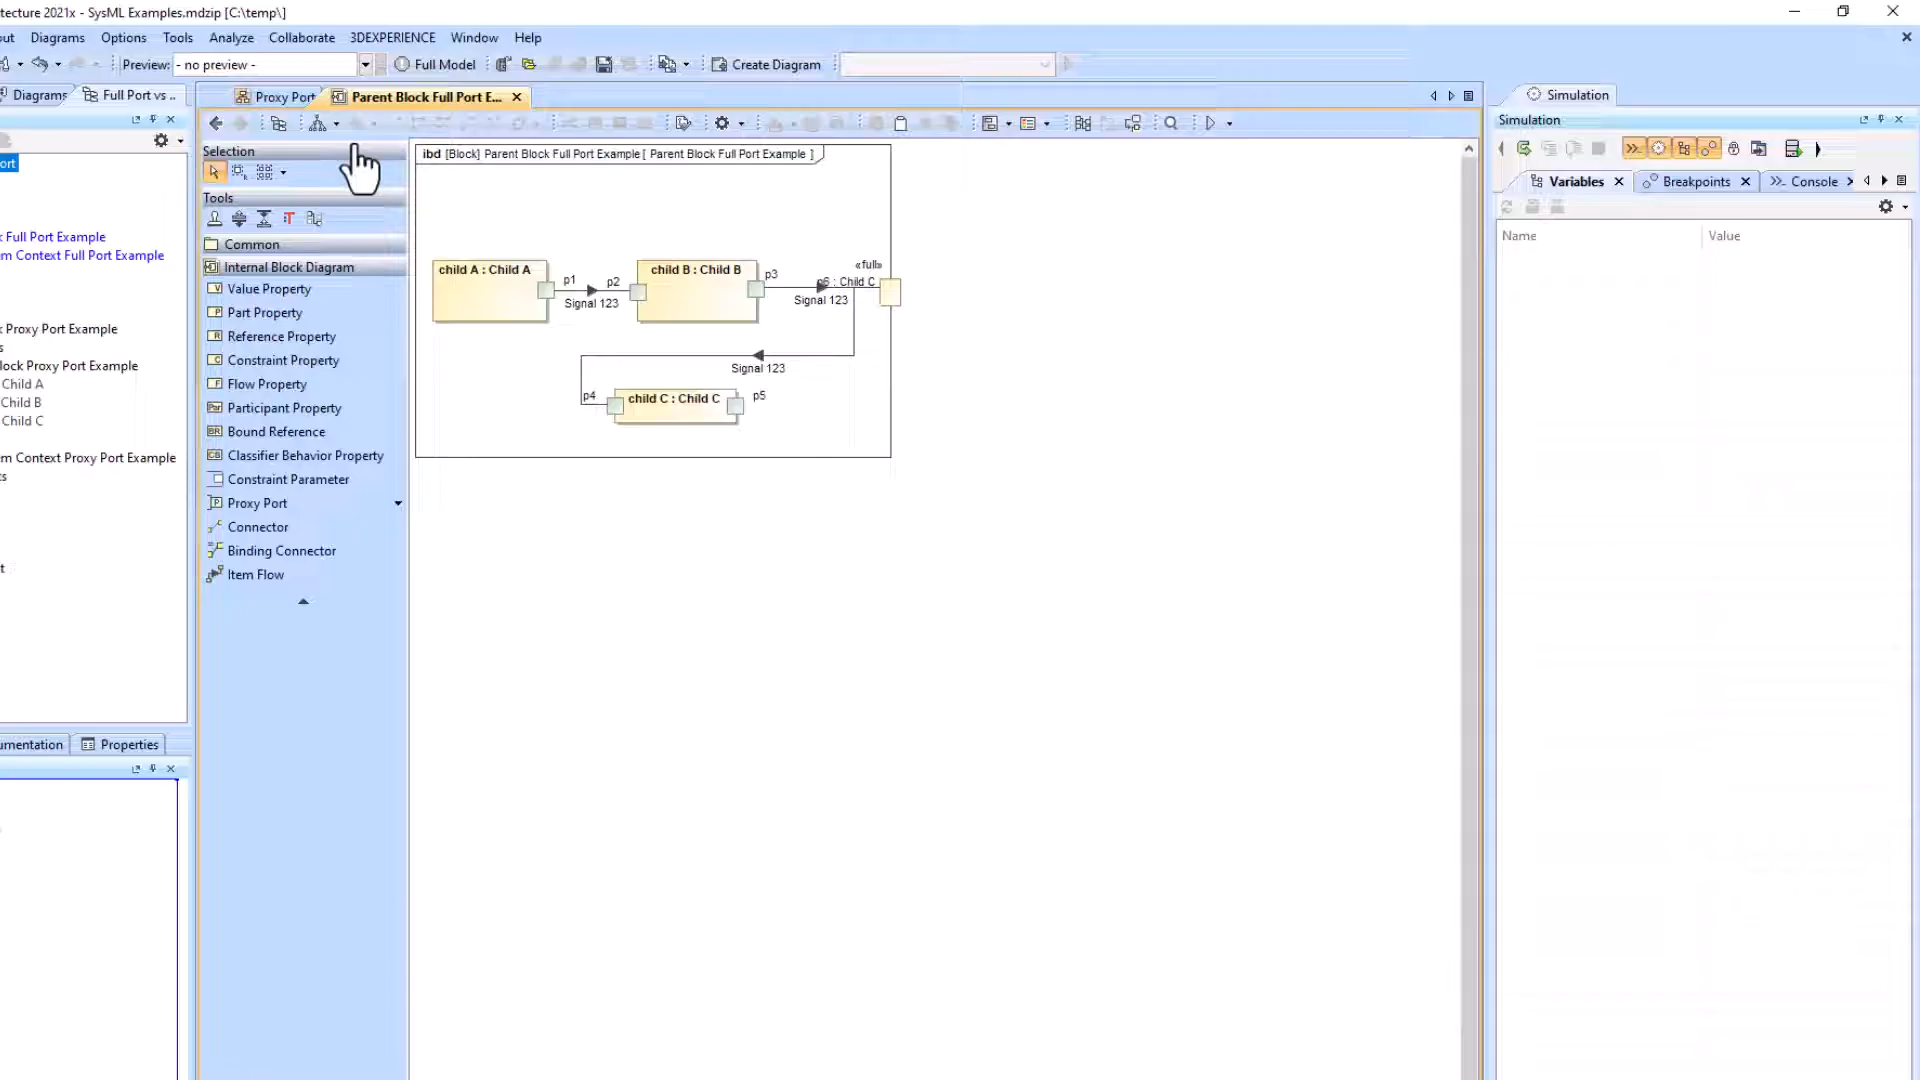 tecture 2021x - SysML Examples.mdzip [C:\temp\]
out Diagrams Options Tools Analyze Collaborate 3DEXPERIENCE Window Help
Preview: - no preview - Full Model Create Diagram
Diagrams Full Port vs ..
Proxy Port Parent Block Full Port E...
Simulation
Simulation
Variables Breakpoints Console
Name Value
ort
Full Port Example
m Context Full Port Example
Proxy Port Example
s
lock Proxy Port Example
Child A
Child B
Child C
m Context Proxy Port Example
ts
t
umentation Properties
Selection
Tools
Common
Internal Block Diagram
Value Property
Part Property
Reference Property
Constraint Property
Flow Property
Participant Property
Bound Reference
Classifier Behavior Property
Constraint Parameter
Proxy Port
Connector
Binding Connector
Item Flow
ibd [Block] Parent Block Full Port Example [ Parent Block Full Port Example ]
child A : Child A
p1
p2
Signal 123
child B : Child B
p3
Signal 123
«full»
p6 : Child C
Signal 123
p4
child C : Child C
p5